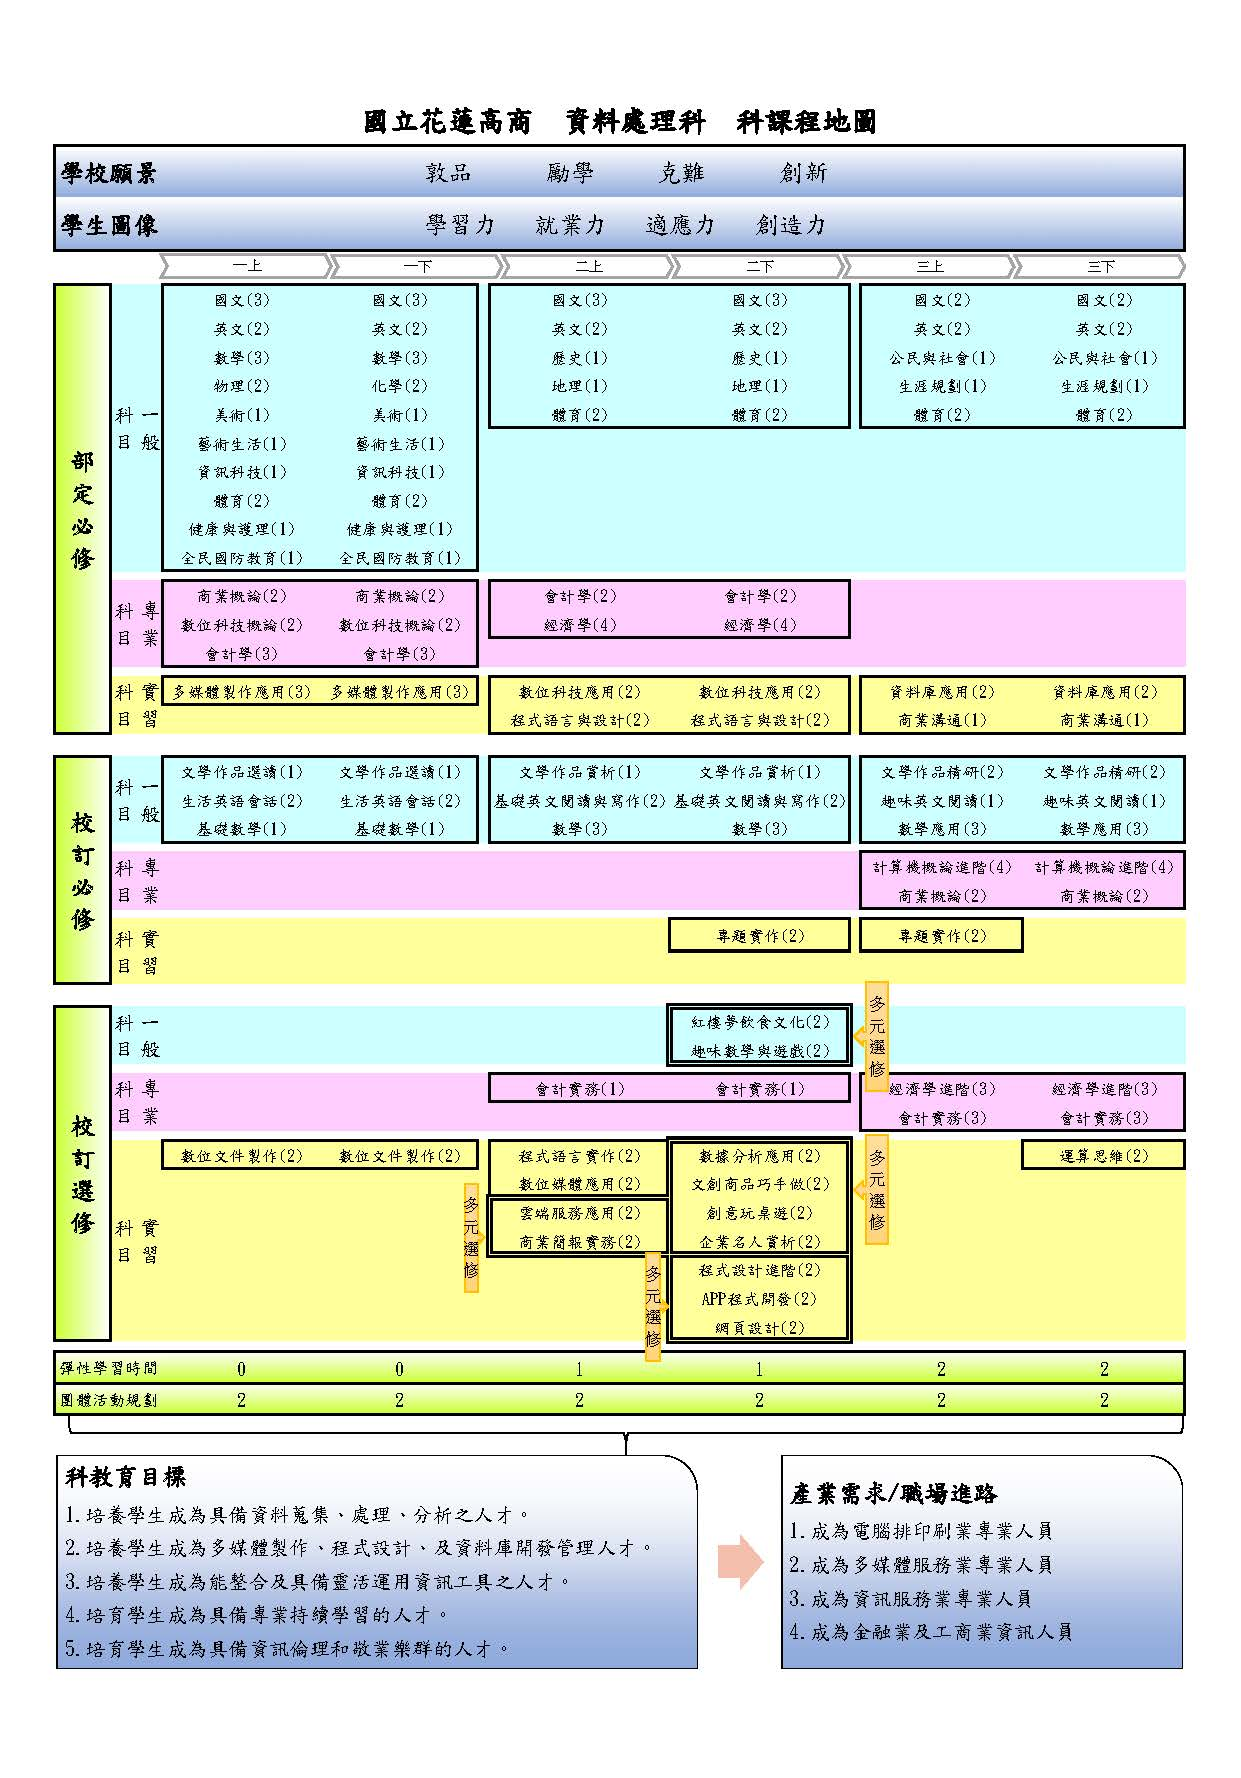 國立花蓮高商　資料處理科　科課程地圖
學校願景　敦品　勵學　克難　創新
學生圖像　學習力　就業力　適應力　創造力
一上　一下　二上　二下　三上　三下
部定必修
一般科目
國文(3)　國文(3)　國文(3)　國文(3)　國文(2)　國文(2)
英文(2)　英文(2)　英文(2)　英文(2)　英文(2)　英文(2)
數學(3)　數學(3)　歷史(1)　歷史(1)　公民與社會(1)　公民與社會(1)
物理(2)　化學(2)　地理(1)　地理(1)　生涯規劃(1)　生涯規劃(1)
美術(1)　美術(1)　體育(2)　體育(2)　體育(2)　體育(2)
藝術生活(1)　藝術生活(1)
資訊科技(1)　資訊科技(1)
體育(2)　體育(2)
健康與護理(1)　健康與護理(1)
全民國防教育(1)　全民國防教育(1)
專業科目
商業概論(2)　商業概論(2)　會計學(2)　會計學(2)
數位科技概論(2)　數位科技概論(2)　經濟學(4)　經濟學(4)
會計學(3)　會計學(3)
實習科目
多媒體製作應用(3)　多媒體製作應用(3)　數位科技應用(2)　數位科技應用(2)　資料庫應用(2)　資料庫應用(2)
程式語言與設計(2)　程式語言與設計(2)　商業溝通(1)　商業溝通(1)
校訂必修
一般科目
文學作品選讀(1)　文學作品選讀(1)　文學作品賞析(1)　文學作品賞析(1)　文學作品精研(2)　文學作品精研(2)
生活英語會話(2)　生活英語會話(2)　基礎英文閱讀與寫作(2)　基礎英文閱讀與寫作(2)　趣味英文閱讀(1)　趣味英文閱讀(1)
基礎數學(1)　基礎數學(1)　數學(3)　數學(3)　數學應用(3)　數學應用(3)
專業科目
計算機概論進階(4)　計算機概論進階(4)
商業概論(2)　商業概論(2)
實習科目
專題實作(2)　專題實作(2)
校訂選修
一般科目
紅樓夢飲食文化(2)
趣味數學與遊戲(2)
多元選修
專業科目
會計實務(1)　會計實務(1)　經濟學進階(3)　經濟學進階(3)
會計實務(3)　會計實務(3)
實習科目
數位文件製作(2)　數位文件製作(2)　程式語言實作(2)　數據分析應用(2)　運算思維(2)
數位媒體應用(2)　文創商品巧手做(2)
雲端服務應用(2)　創意玩桌遊(2)
商業簡報實務(2)　企業名人賞析(2)
程式設計進階(2)
APP程式開發(2)
網頁設計(2)
多元選修
多元選修
多元選修
彈性學習時間　0　0　1　1　2　2
團體活動規劃　2　2　2　2　2　2
科教育目標
1.培養學生成為具備資料蒐集、處理、分析之人才。
2.培養學生成為多媒體製作、程式設計、及資料庫開發管理人才。
3.培養學生成為能整合及具備靈活運用資訊工具之人才。
4.培育學生成為具備專業持續學習的人才。
5.培育學生成為具備資訊倫理和敬業樂群的人才。
產業需求/職場進路
1.成為電腦排印刷業專業人員
2.成為多媒體服務業專業人員
3.成為資訊服務業專業人員
4.成為金融業及工商業資訊人員